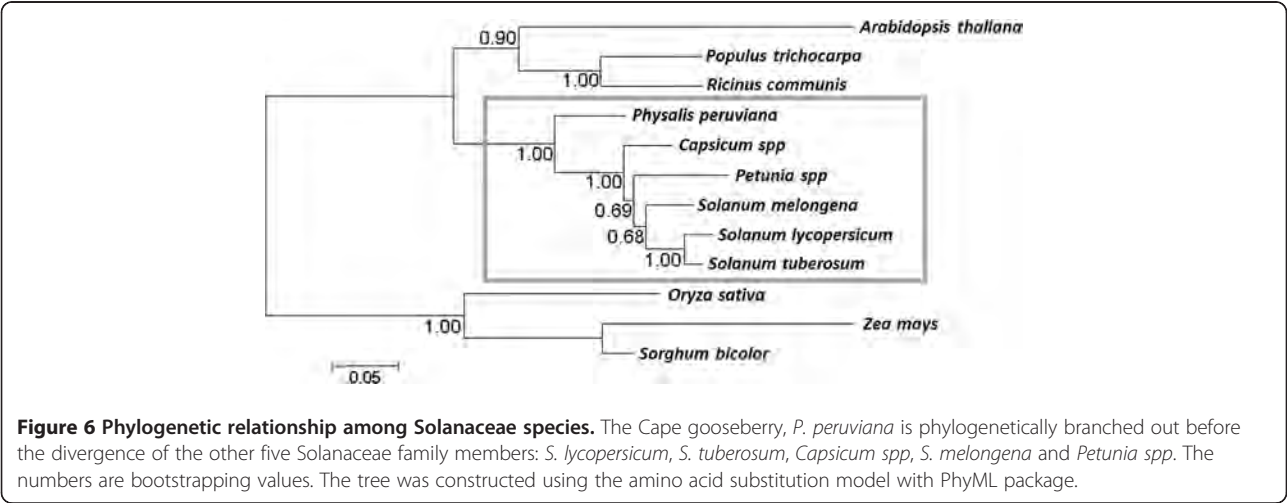 Arabidopsis thaliana
0.90
Populus trichocarpa
1.00
Ricinus communis
Physalis peruviana
1.00
Capsicum spp
1.00
Petunia spp
0.69
Solanum melongena
0.68
Solanum lycopersicum
1.00
Solanum tuberosum
Oryza sativa
1.00
Zea mays
Sorghum bicolor
0.05
Figure 6 Phylogenetic relationship among Solanaceae species. The Cape gooseberry, P. peruviana is phylogenetically branched out before
the divergence of the other five Solanaceae family members: S. lycopersicum, S. tuberosum, Capsicum spp, S. melongena and Petunia spp. The
numbers are bootstrapping values. The tree was constructed using the amino acid substitution model with PhyML package.